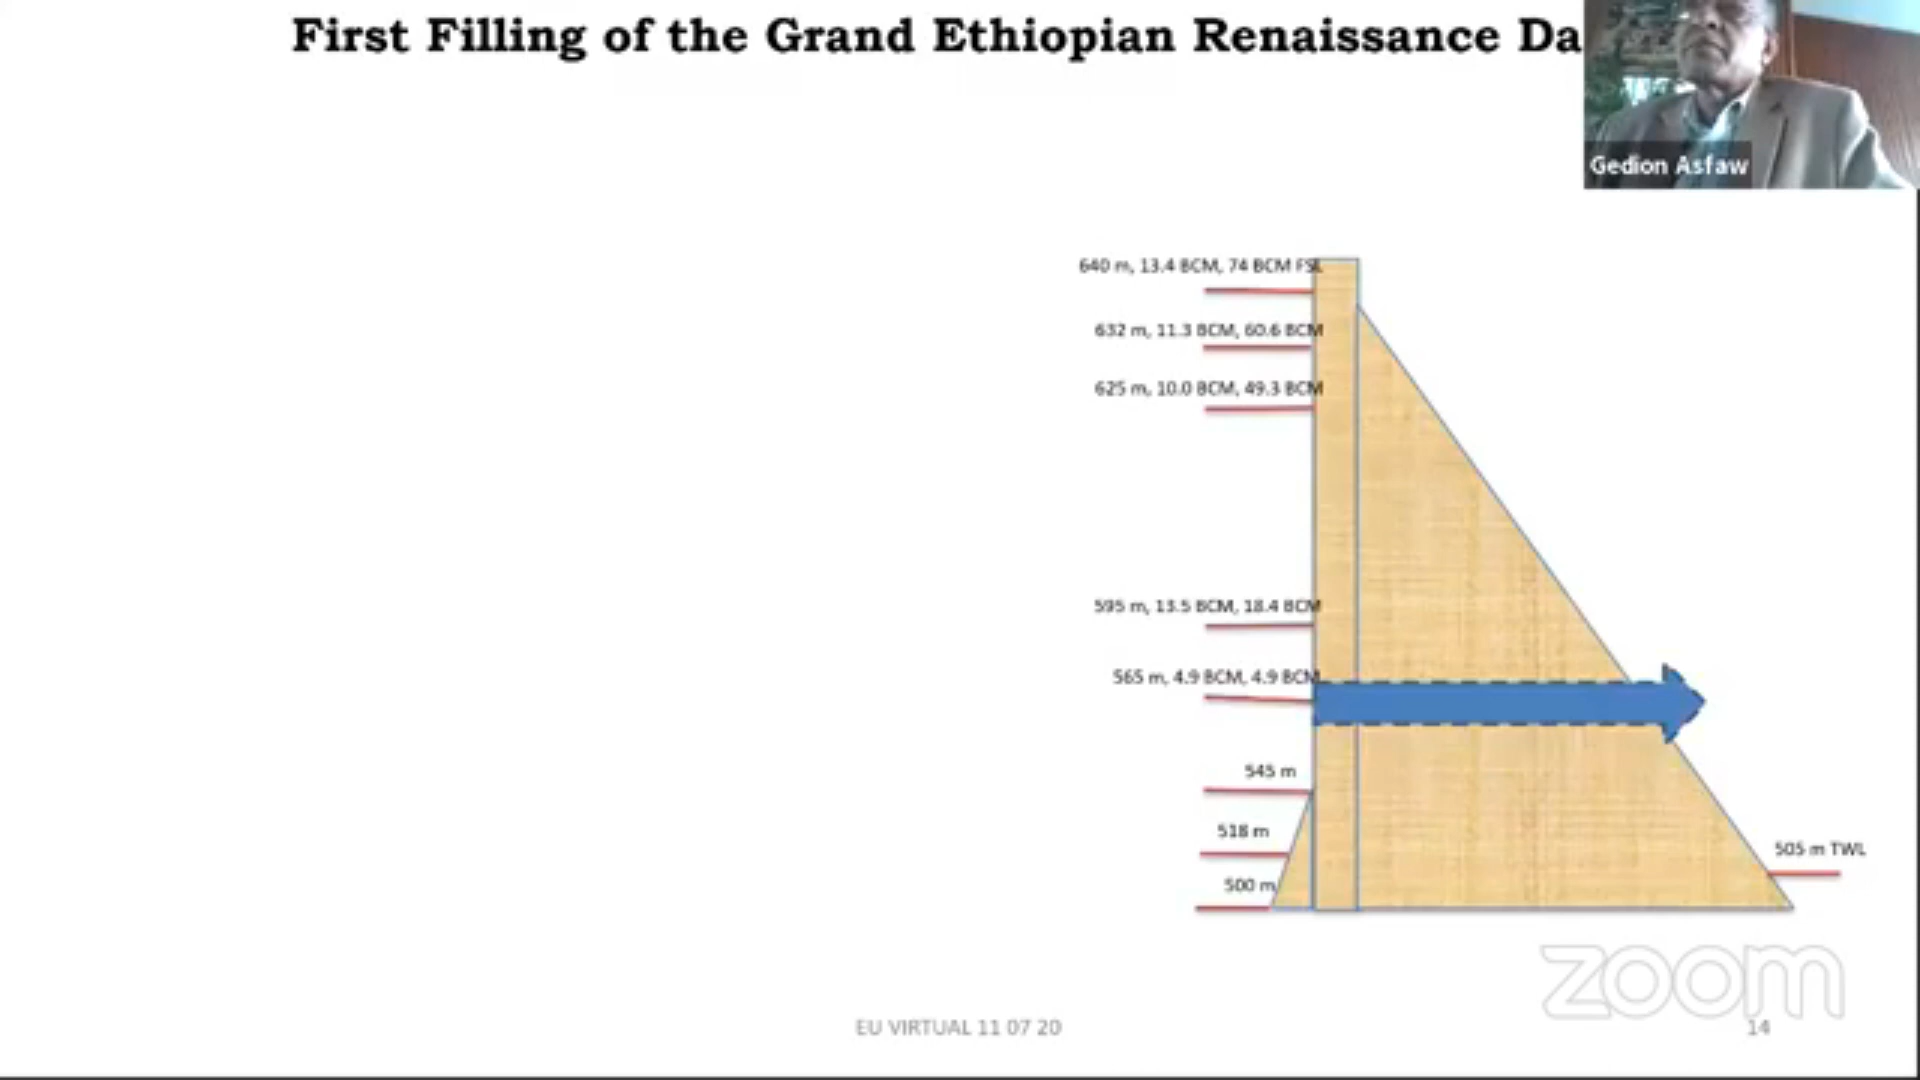 First Filling of the Grand Ethiopian Renaissance Da
Gedion Asfaw
640 m, 13.4 BCM, 74 BCM FSL
632 m, 11.3 BCM, 60.6 BCM
625 m, 10.0 BCM, 49.3 BCM
595 m, 13.5 BCM, 18.4 BCM
565 m, 4.9 BCM, 4.9 BCM
545 m
518 m
505 m TWL
500 m
zoom
EU VIRTUAL 11 07 20
14